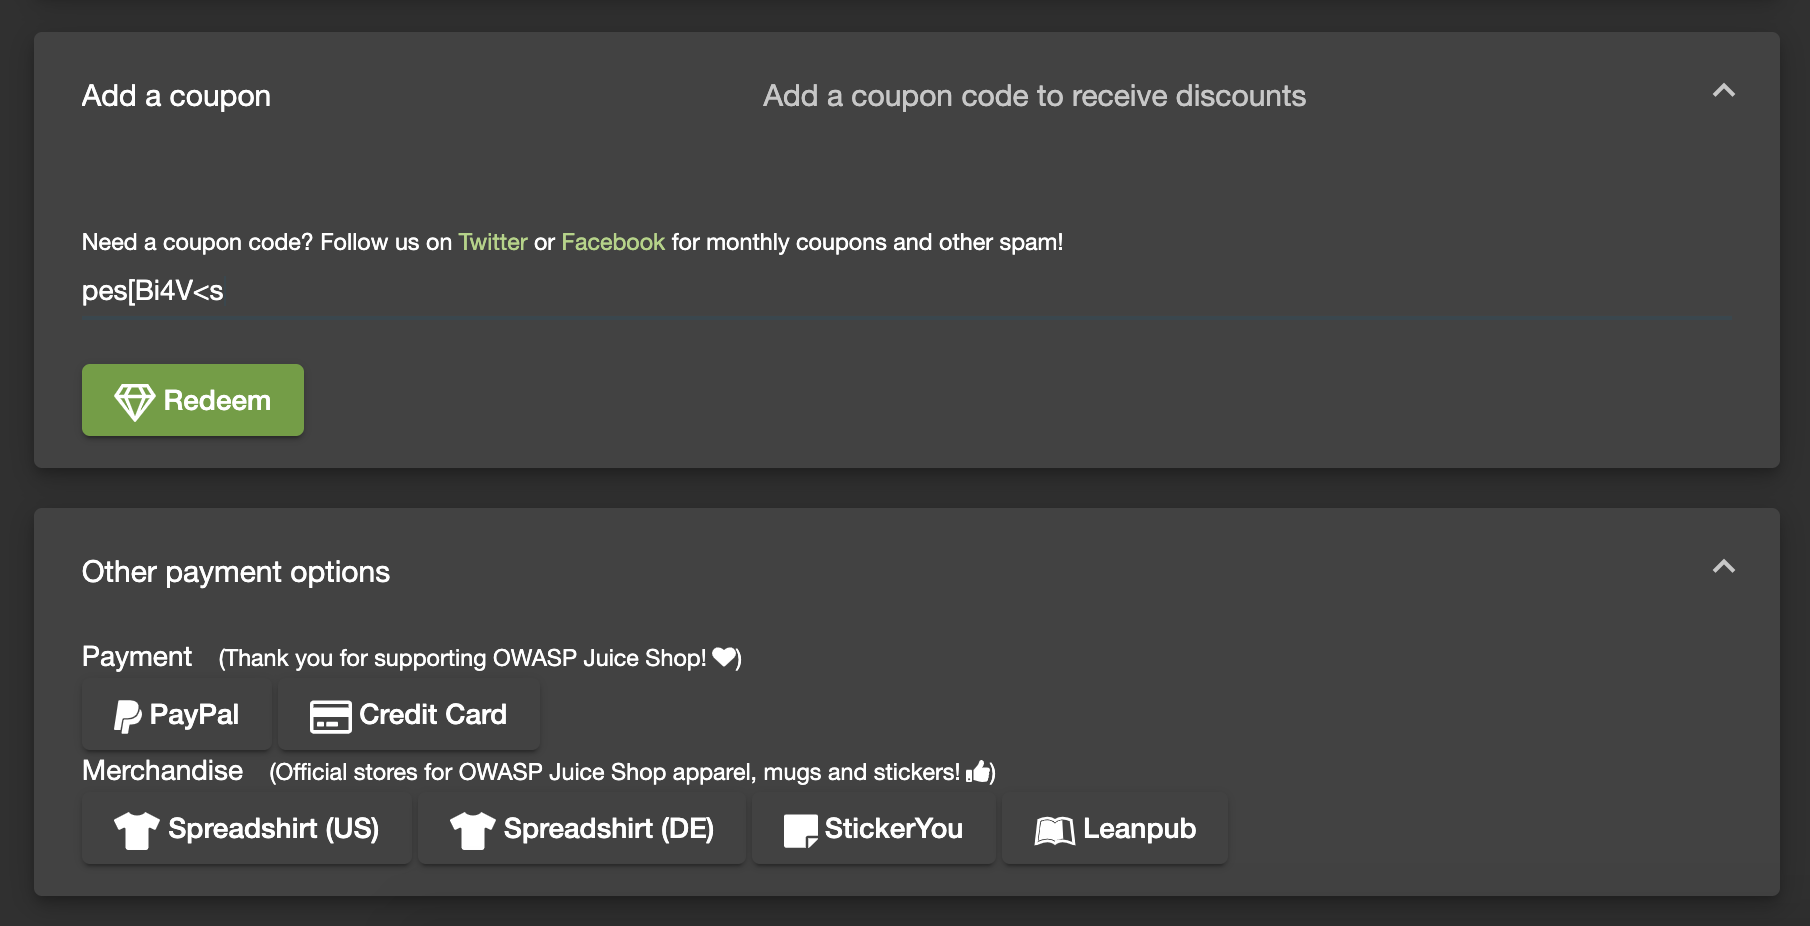 Add a coupon
Add a coupon code to receive discounts
Need a coupon code? Follow us on Twitter or Facebook for monthly coupons and other spam!
pes[Bi4V<s
Redeem
Other payment options
Payment (Thank you for supporting OWASP Juice Shop! ♥)
PayPal Credit Card
Merchandise (Official stores for OWASP Juice Shop apparel, mugs and stickers! 👍)
Spreadshirt (US) Spreadshirt (DE) StickerYou Leanpub